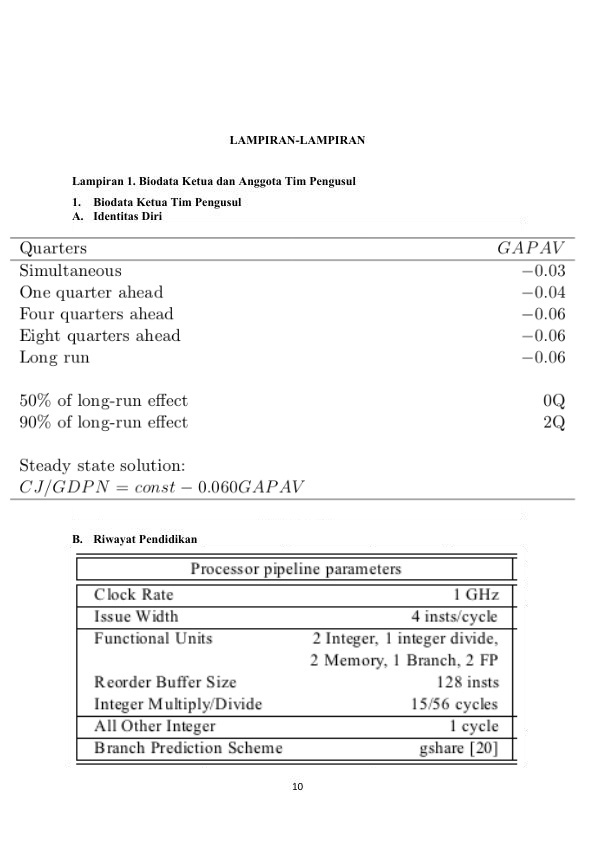 LAMPIRAN-LAMPIRAN
Lampiran 1. Biodata Ketua dan Anggota Tim Pengusul
1. Biodata Ketua Tim Pengusul
A. Identitas Diri
Quarters GAPAV
Simultaneous −0.03
One quarter ahead −0.04
Four quarters ahead −0.06
Eight quarters ahead −0.06
Long run −0.06
50% of long-run effect 0Q
90% of long-run effect 2Q
Steady state solution:
CJ/GDPN = const − 0.060GAPAV
B. Riwayat Pendidikan
Processor pipeline parameters
Clock Rate 1 GHz
Issue Width 4 insts/cycle
Functional Units 2 Integer, 1 integer divide,
2 Memory, 1 Branch, 2 FP
Reorder Buffer Size 128 insts
Integer Multiply/Divide 15/56 cycles
All Other Integer 1 cycle
Branch Prediction Scheme gshare [20]
10